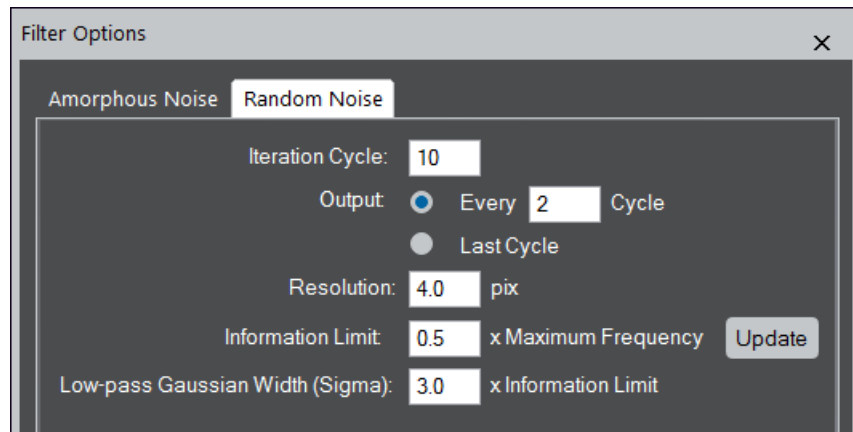 Filter Options
Amorphous Noise Random Noise
Iteration Cycle: 10
Output: Every 2 Cycle
Last Cycle
Resolution: 4.0 pix
Information Limit: 0.5 x Maximum Frequency Update
Low-pass Gaussian Width (Sigma): 3.0 x Information Limit